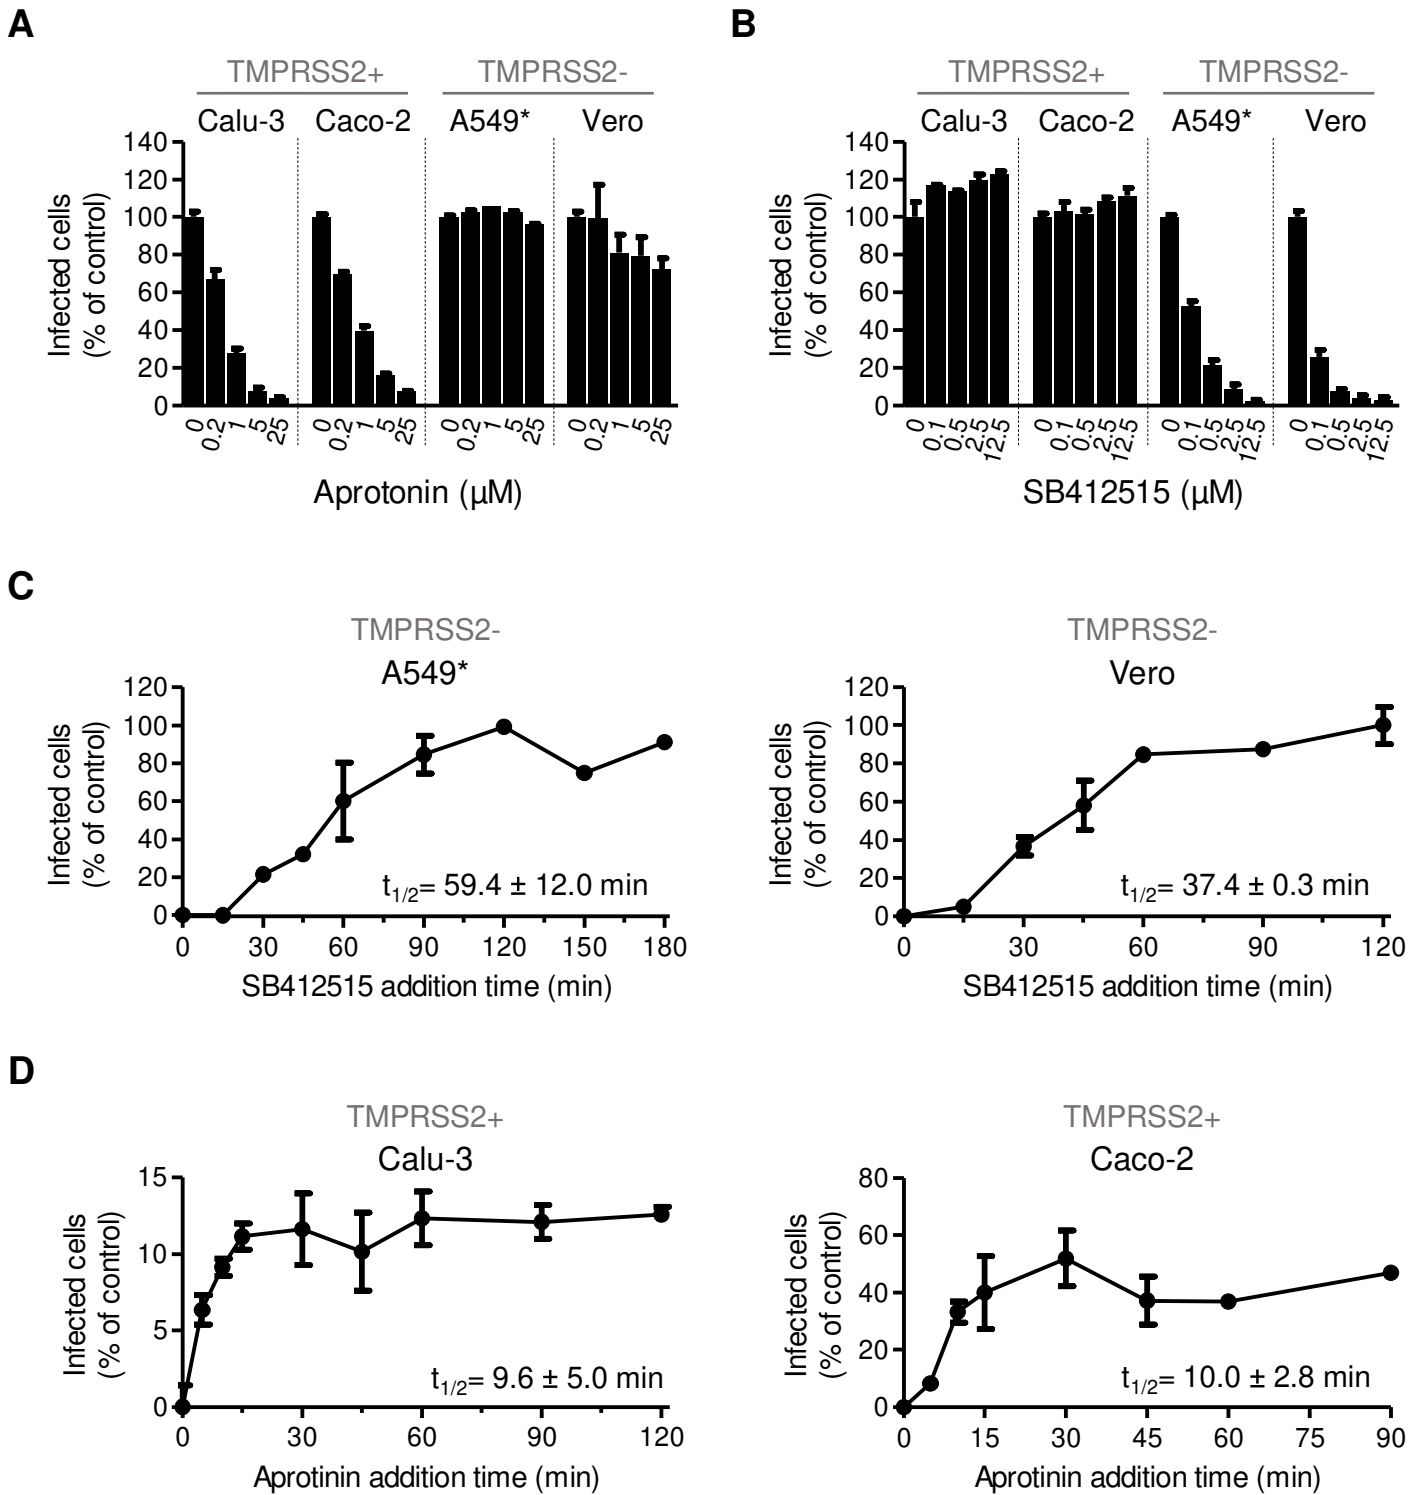 A
TMPRSS2+ TMPRSS2-
Calu-3 Caco-2 A549* Vero
140
120
100
80
60
40
20
0
Infected cells
(% of control)
0 0.2 1 5 25 0 0.2 1 5 25 0 0.2 1 5 25 0 0.2 1 5 25
Aprotonin (µM)
B
TMPRSS2+ TMPRSS2-
Calu-3 Caco-2 A549* Vero
140
120
100
80
60
40
20
0
Infected cells
(% of control)
0 0.1 0.5 2.5 12.5 0 0.1 0.5 2.5 12.5 0 0.1 0.5 2.5 12.5 0 0.1 0.5 2.5 12.5
SB412515 (µM)
C
TMPRSS2-
A549*
120
100
80
60
40
20
0
Infected cells
(% of control)
t1/2= 59.4 ± 12.0 min
0 30 60 90 120 150 180
SB412515 addition time (min)
TMPRSS2-
Vero
120
100
80
60
40
20
0
Infected cells
(% of control)
t1/2= 37.4 ± 0.3 min
0 30 60 90 120
SB412515 addition time (min)
D
TMPRSS2+
Calu-3
15
10
5
0
Infected cells
(% of control)
t1/2= 9.6 ± 5.0 min
0 30 60 90 120
Aprotinin addition time (min)
TMPRSS2+
Caco-2
80
60
40
20
0
Infected cells
(% of control)
t1/2= 10.0 ± 2.8 min
0 15 30 45 60 75 90
Aprotinin addition time (min)